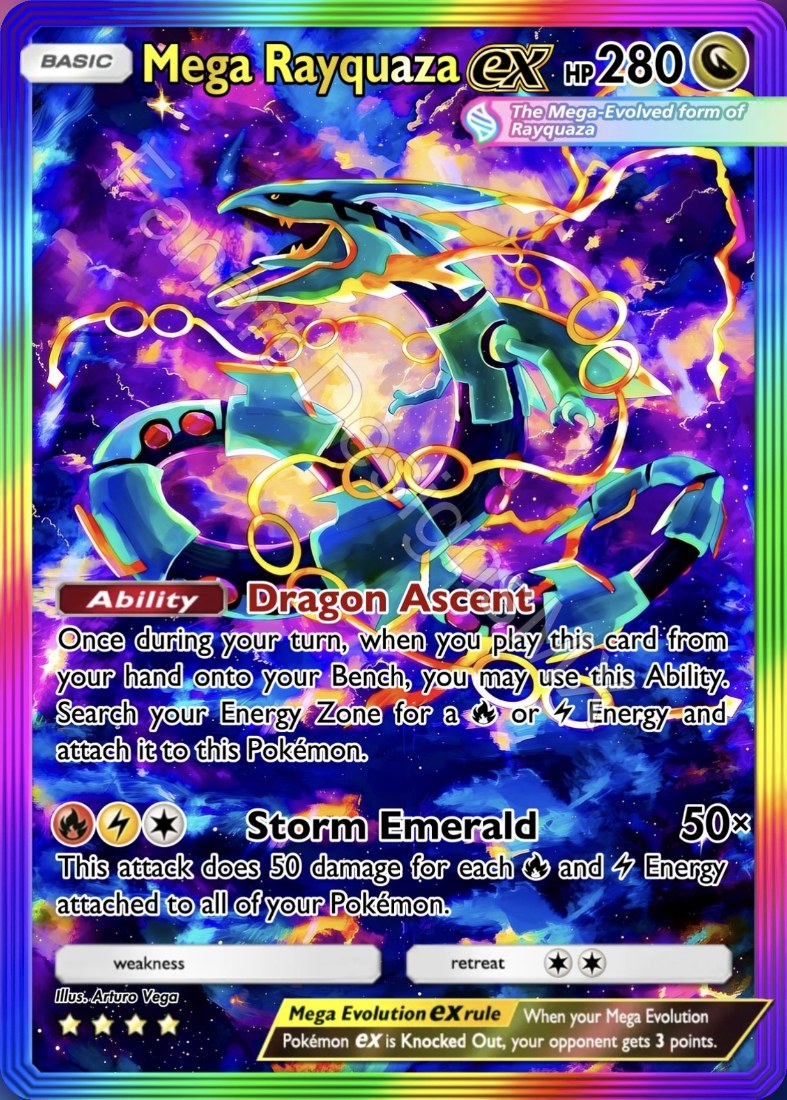 BASIC
Mega Rayquaza ex HP 280
The Mega-Evolved form of
Rayquaza
Fanum DesignsMZ
Ability Dragon Ascent
Once during your turn, when you play this card from
your hand onto your Bench, you may use this Ability.
Search your Energy Zone for a or Energy and
attach it to this Pokémon.
Storm Emerald 50×
This attack does 50 damage for each and Energy
attached to all of your Pokémon.
weakness
retreat
Illus. Arturo Vega
Mega Evolution ex rule When your Mega Evolution
Pokémon ex is Knocked Out, your opponent gets 3 points.